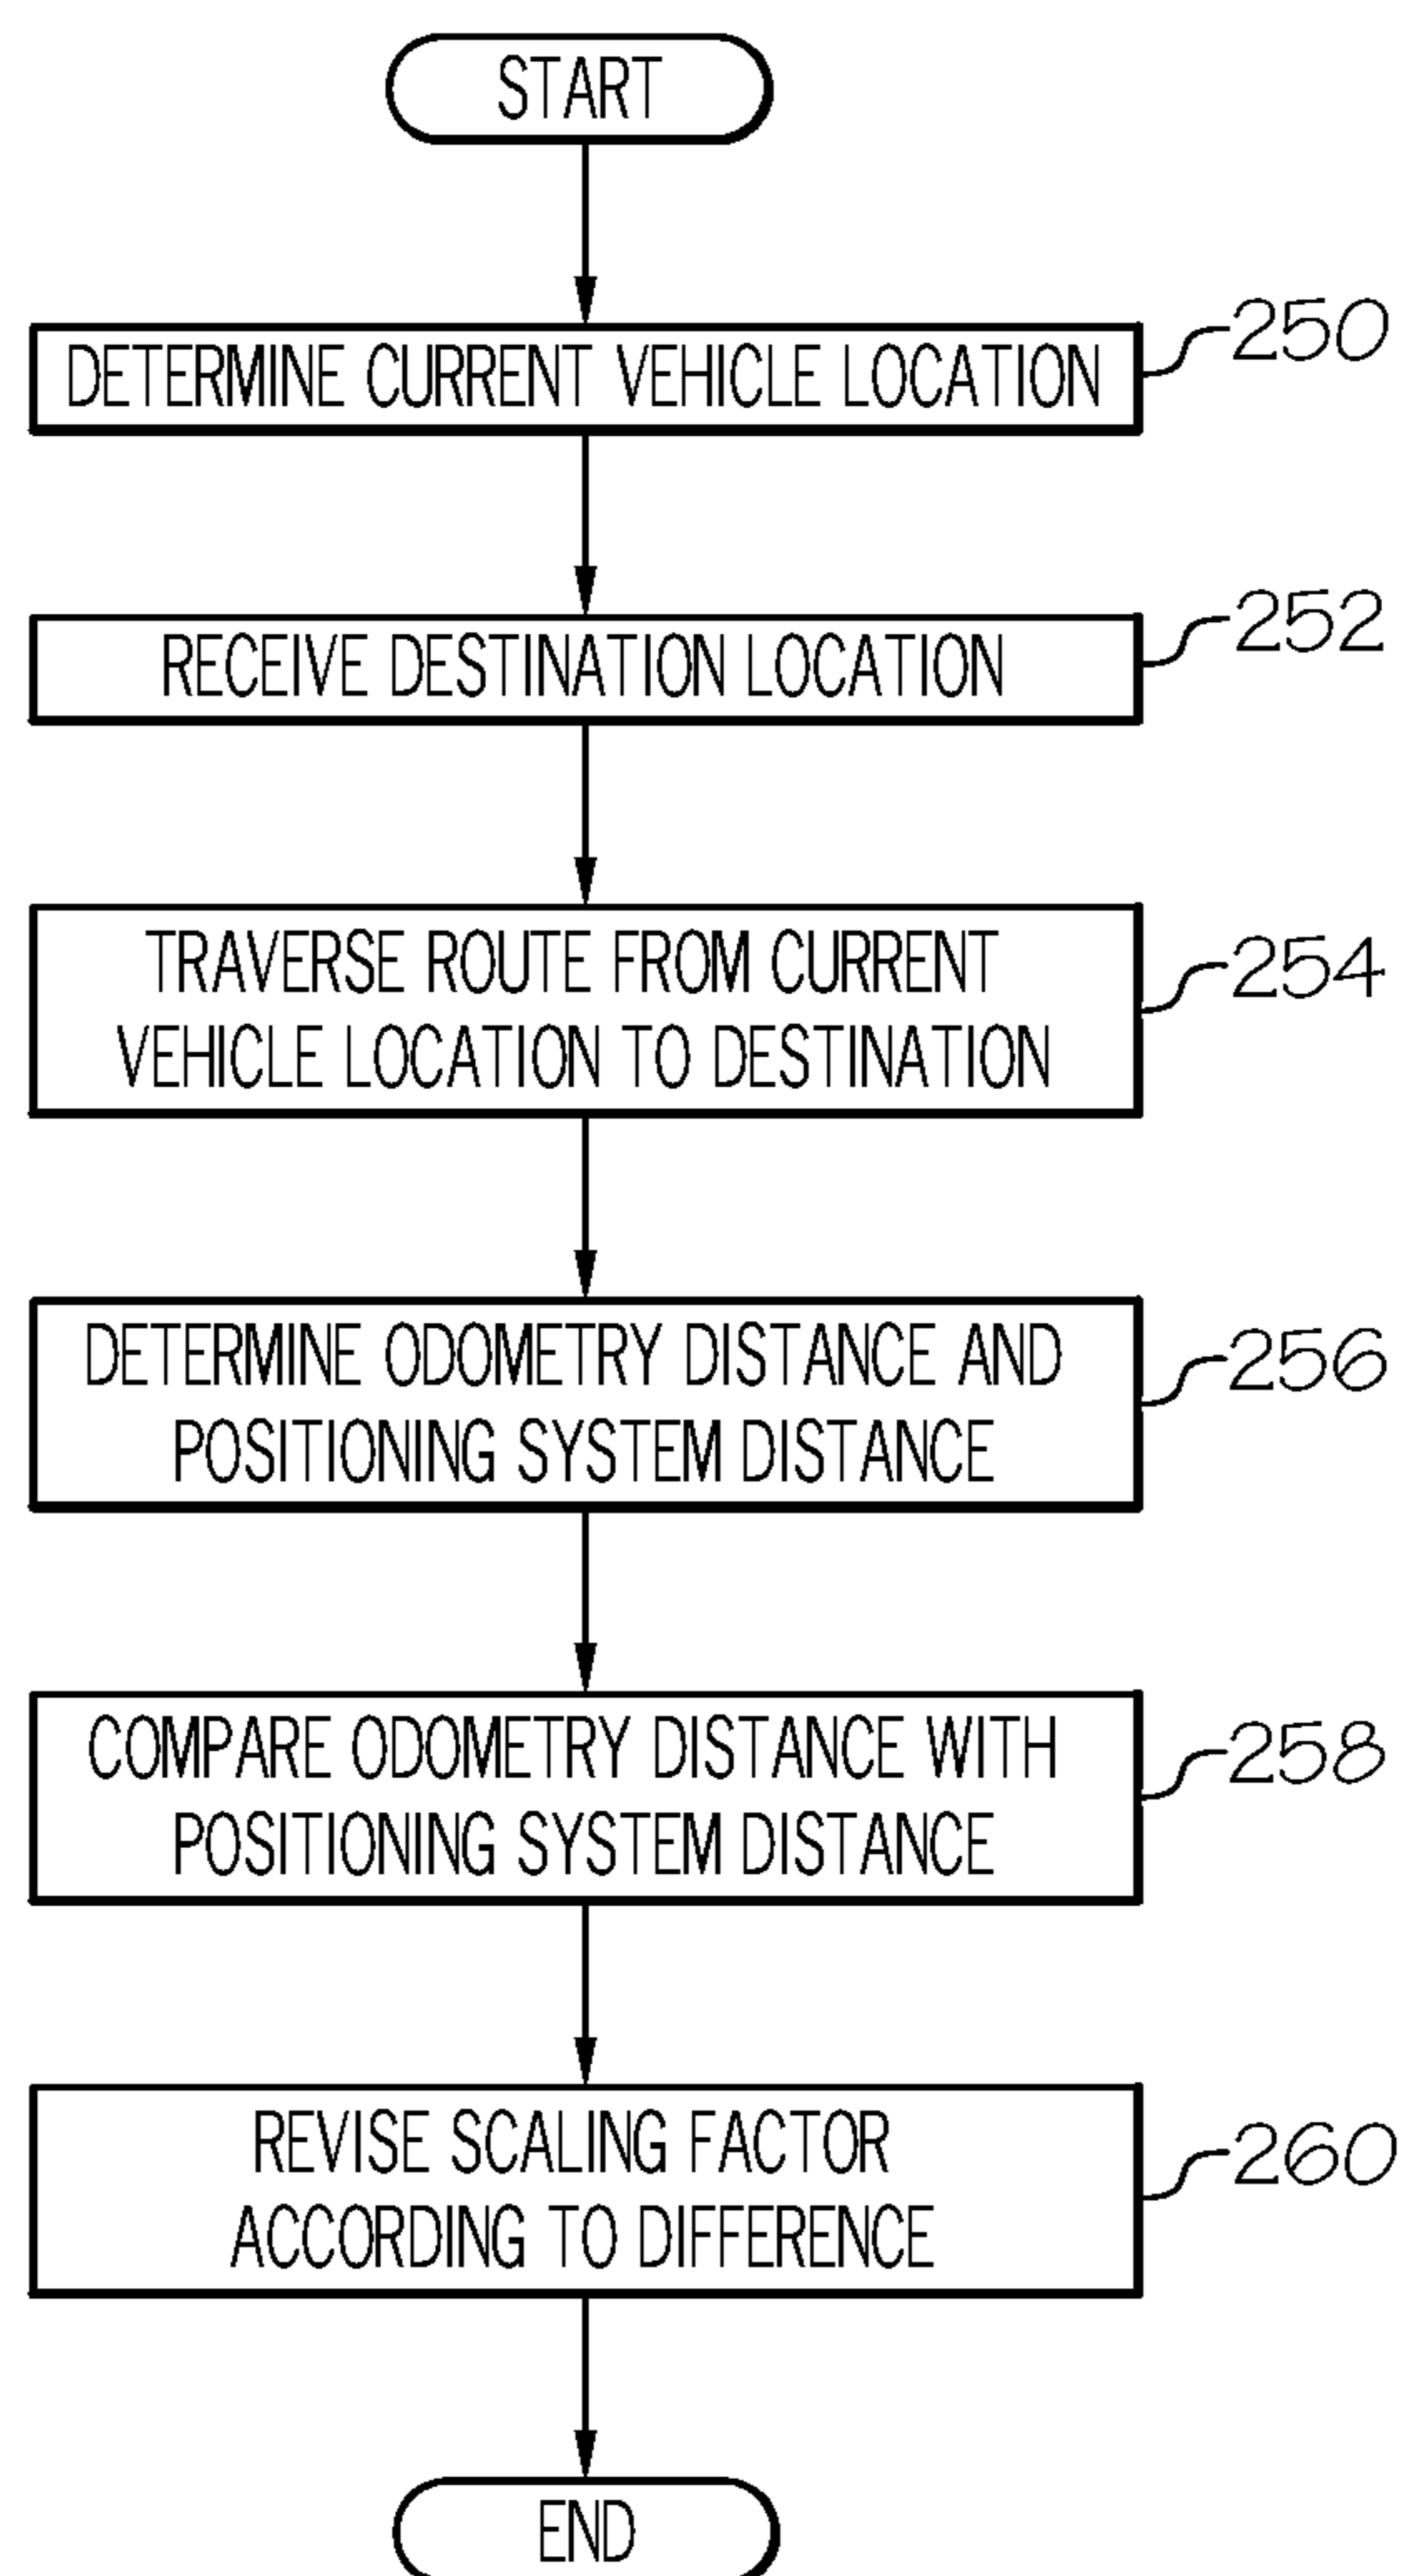 START
DETERMINE CURRENT VEHICLE LOCATION
250
RECEIVE DESTINATION LOCATION
252
TRAVERSE ROUTE FROM CURRENT
VEHICLE LOCATION TO DESTINATION
254
DETERMINE ODOMETRY DISTANCE AND
POSITIONING SYSTEM DISTANCE
256
COMPARE ODOMETRY DISTANCE WITH
POSITIONING SYSTEM DISTANCE
258
REVISE SCALING FACTOR
ACCORDING TO DIFFERENCE
260
END